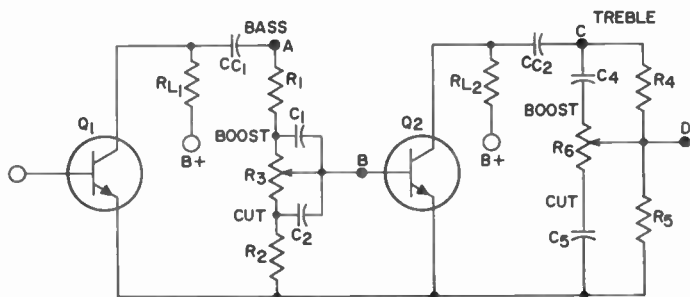 BASS
TREBLE
A
C
CC1
CC2
RL1
R1
RL2
C4
R4
Q1
B+
BOOST
C1
Q2
B+
BOOST
B
D
R3
R6
CUT
C2
CUT
R2
C5
R5